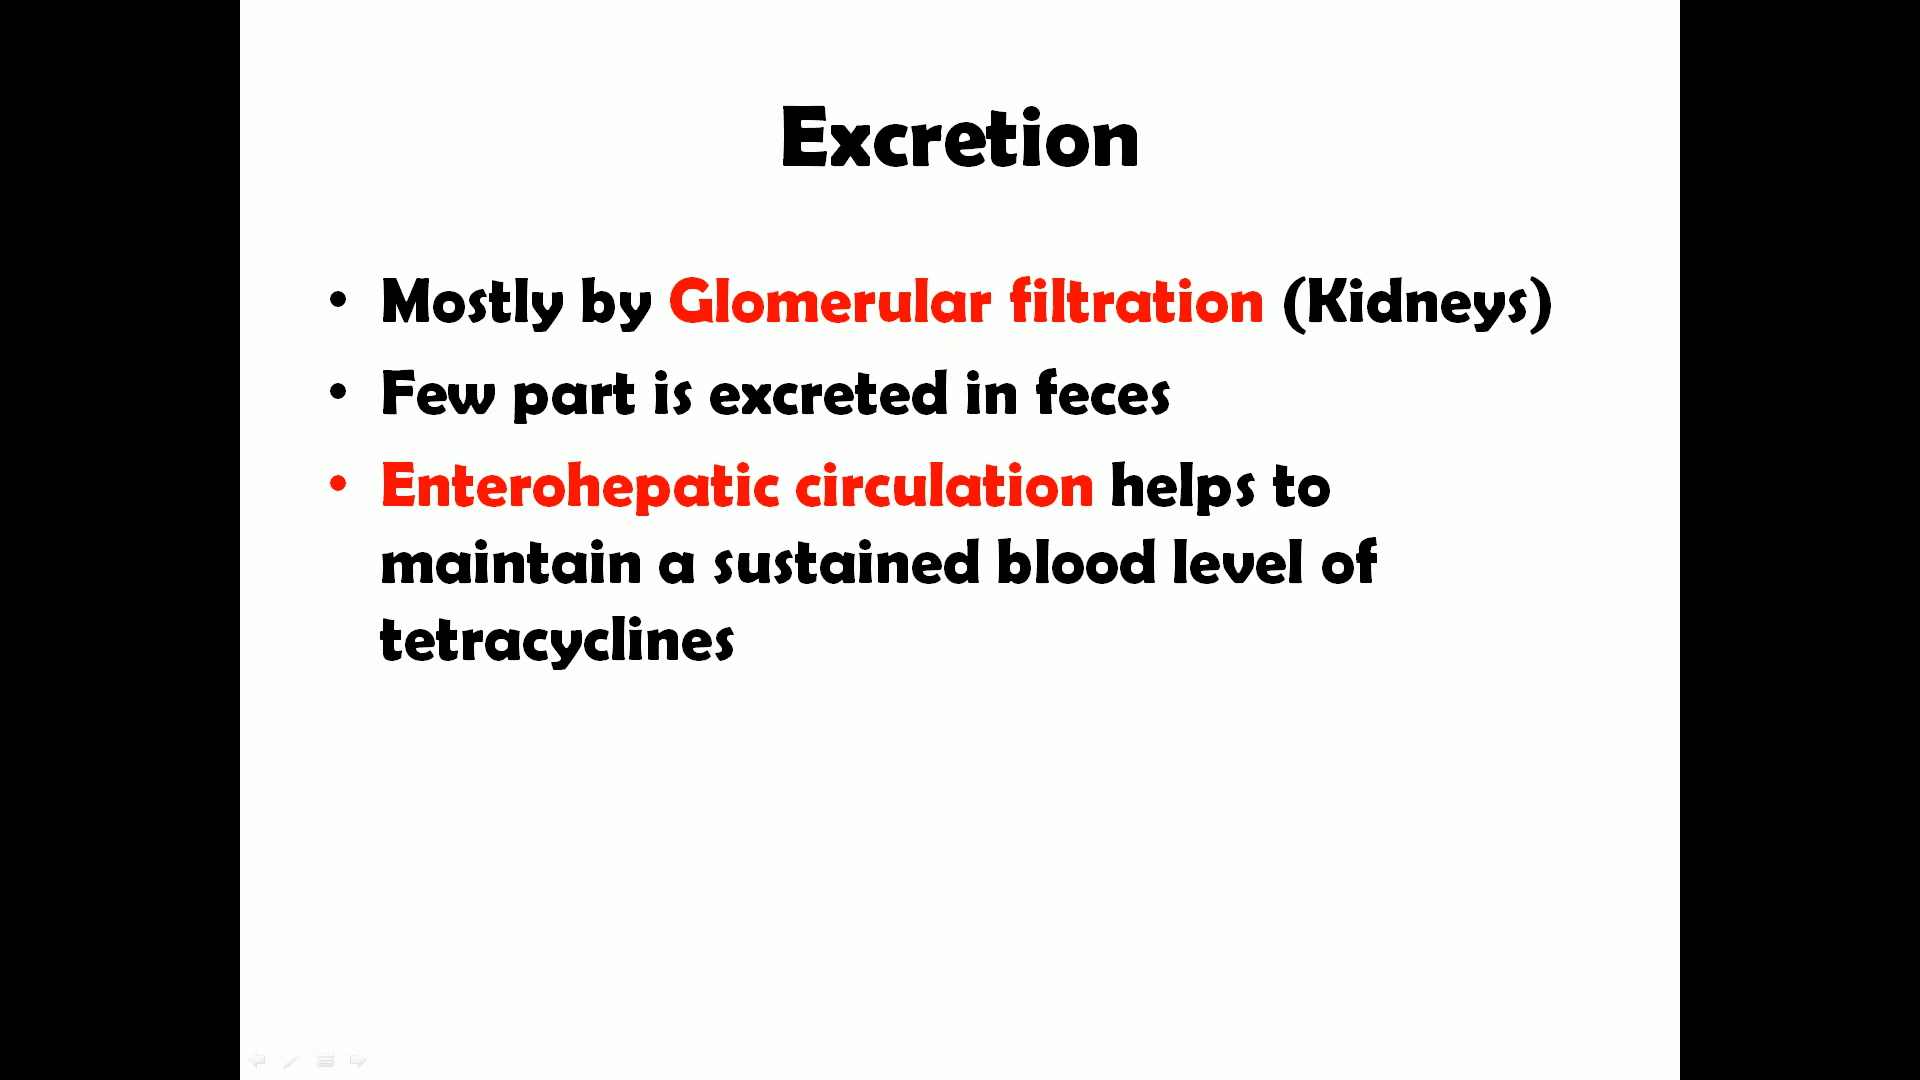 Excretion
• Mostly by Glomerular filtration (Kidneys)
• Few part is excreted in feces
• Enterohepatic circulation helps to
maintain a sustained blood level of
tetracyclines